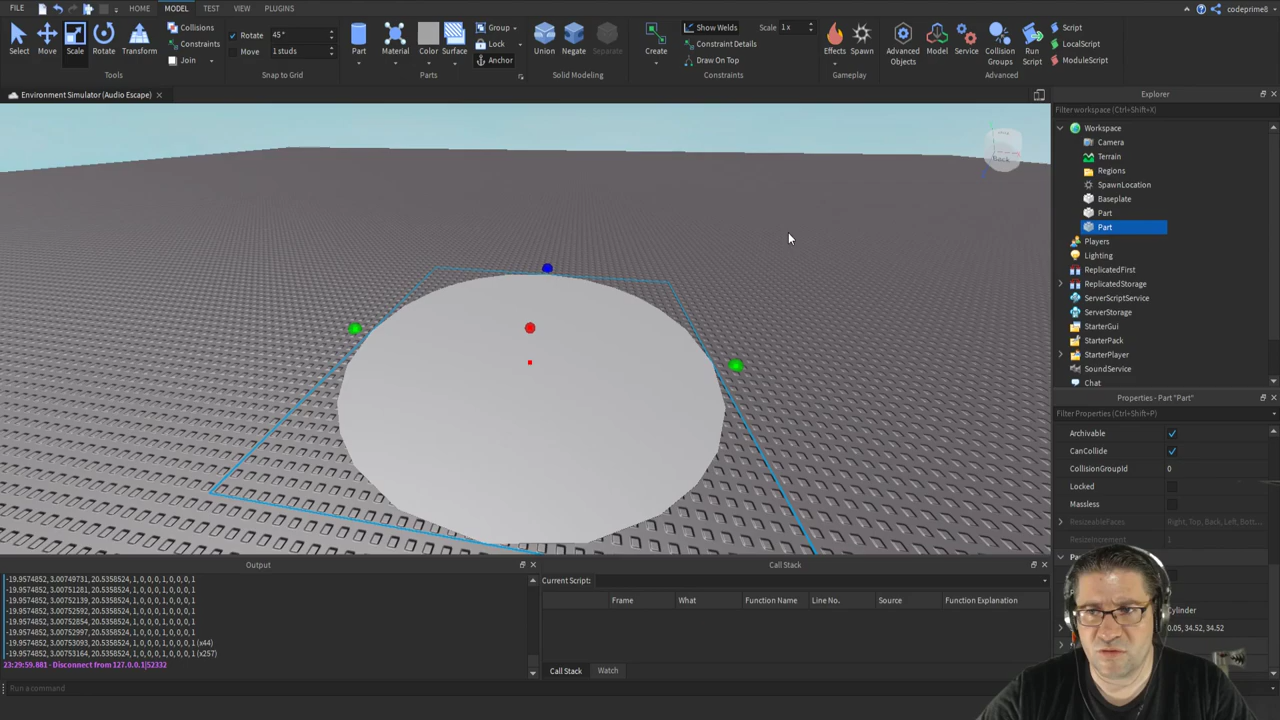 FILE HOME MODEL TEST VIEW PLUGINS codeprime8
Select Move Scale Rotate Transform
Collisions
Constraints
Join
Tools
Rotate 45°
Move 1 studs
Snap to Grid
Part Material Color Surface
Group
Lock
Anchor
Parts
Union Negate Separate
Solid Modeling
Create
Show Welds Scale 1x
Constraint Details
Draw On Top
Constraints
Effects Spawn
Gameplay
Advanced Objects Model Service Collision Groups Run Script
Script
LocalScript
ModuleScript
Advanced
Environment Simulator (Audio Escape)
Back
Explorer
Filter workspace (Ctrl+Shift+X)
Workspace
Camera
Terrain
Regions
SpawnLocation
Baseplate
Part
Part
Players
Lighting
ReplicatedFirst
ReplicatedStorage
ServerScriptService
ServerStorage
StarterGui
StarterPack
StarterPlayer
SoundService
Chat
Properties - Part "Part"
Filter Properties (Ctrl+Shift+P)
Archivable
CanCollide
CollisionGroupId 0
Locked
Massless
ResizeableFaces Right, Top, Back, Left, Bott...
ResizeIncrement 1
Cylinder
0.05, 34.52, 34.52
Output
-19.9574852, 3.00749731, 20.5358524, 1, 0, 0, 0, 1, 0, 0, 0, 1
-19.9574852, 3.00751281, 20.5358524, 1, 0, 0, 0, 1, 0, 0, 0, 1
-19.9574852, 3.00752139, 20.5358524, 1, 0, 0, 0, 1, 0, 0, 0, 1
-19.9574852, 3.00752592, 20.5358524, 1, 0, 0, 0, 1, 0, 0, 0, 1
-19.9574852, 3.00752854, 20.5358524, 1, 0, 0, 0, 1, 0, 0, 0, 1
-19.9574852, 3.00752997, 20.5358524, 1, 0, 0, 0, 1, 0, 0, 0, 1
-19.9574852, 3.00753093, 20.5358524, 1, 0, 0, 0, 1, 0, 0, 0, 1 (x44)
-19.9574852, 3.00753164, 20.5358524, 1, 0, 0, 0, 1, 0, 0, 0, 1 (x257)
23:29:59.881 - Disconnect from 127.0.0.1|52332
Call Stack
Current Script:
Frame What Function Name Line No. Source Function Explanation
Call Stack Watch
Run a command